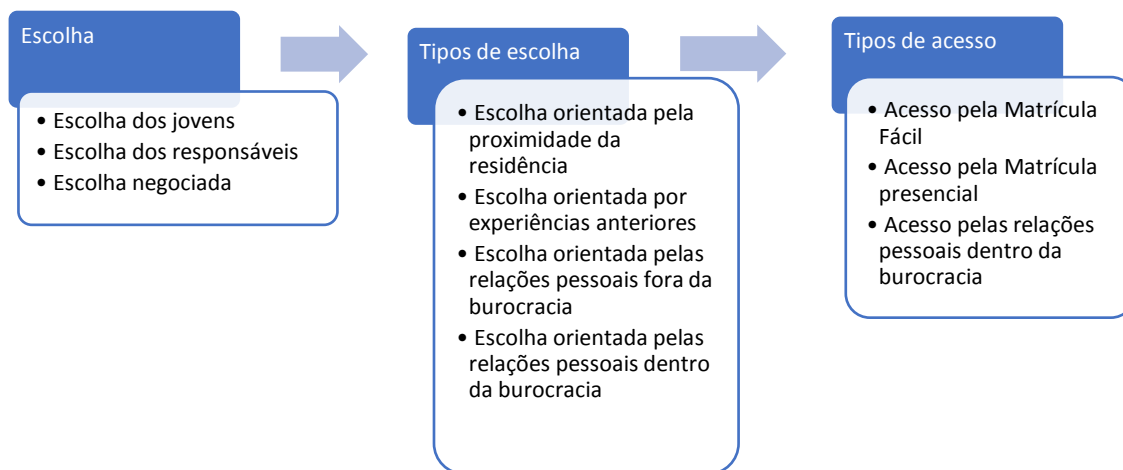 Escolha
• Escolha dos jovens
• Escolha dos responsáveis
• Escolha negociada
Tipos de escolha
• Escolha orientada pela
proximidade da
residência
• Escolha orientada por
experiências anteriores
• Escolha orientada pelas
relações pessoais fora da
burocracia
• Escolha orientada pelas
relações pessoais dentro
da burocracia
Tipos de acesso
• Acesso pela Matrícula
Fácil
• Acesso pela Matrícula
presencial
• Acesso pelas relações
pessoais dentro da
burocracia